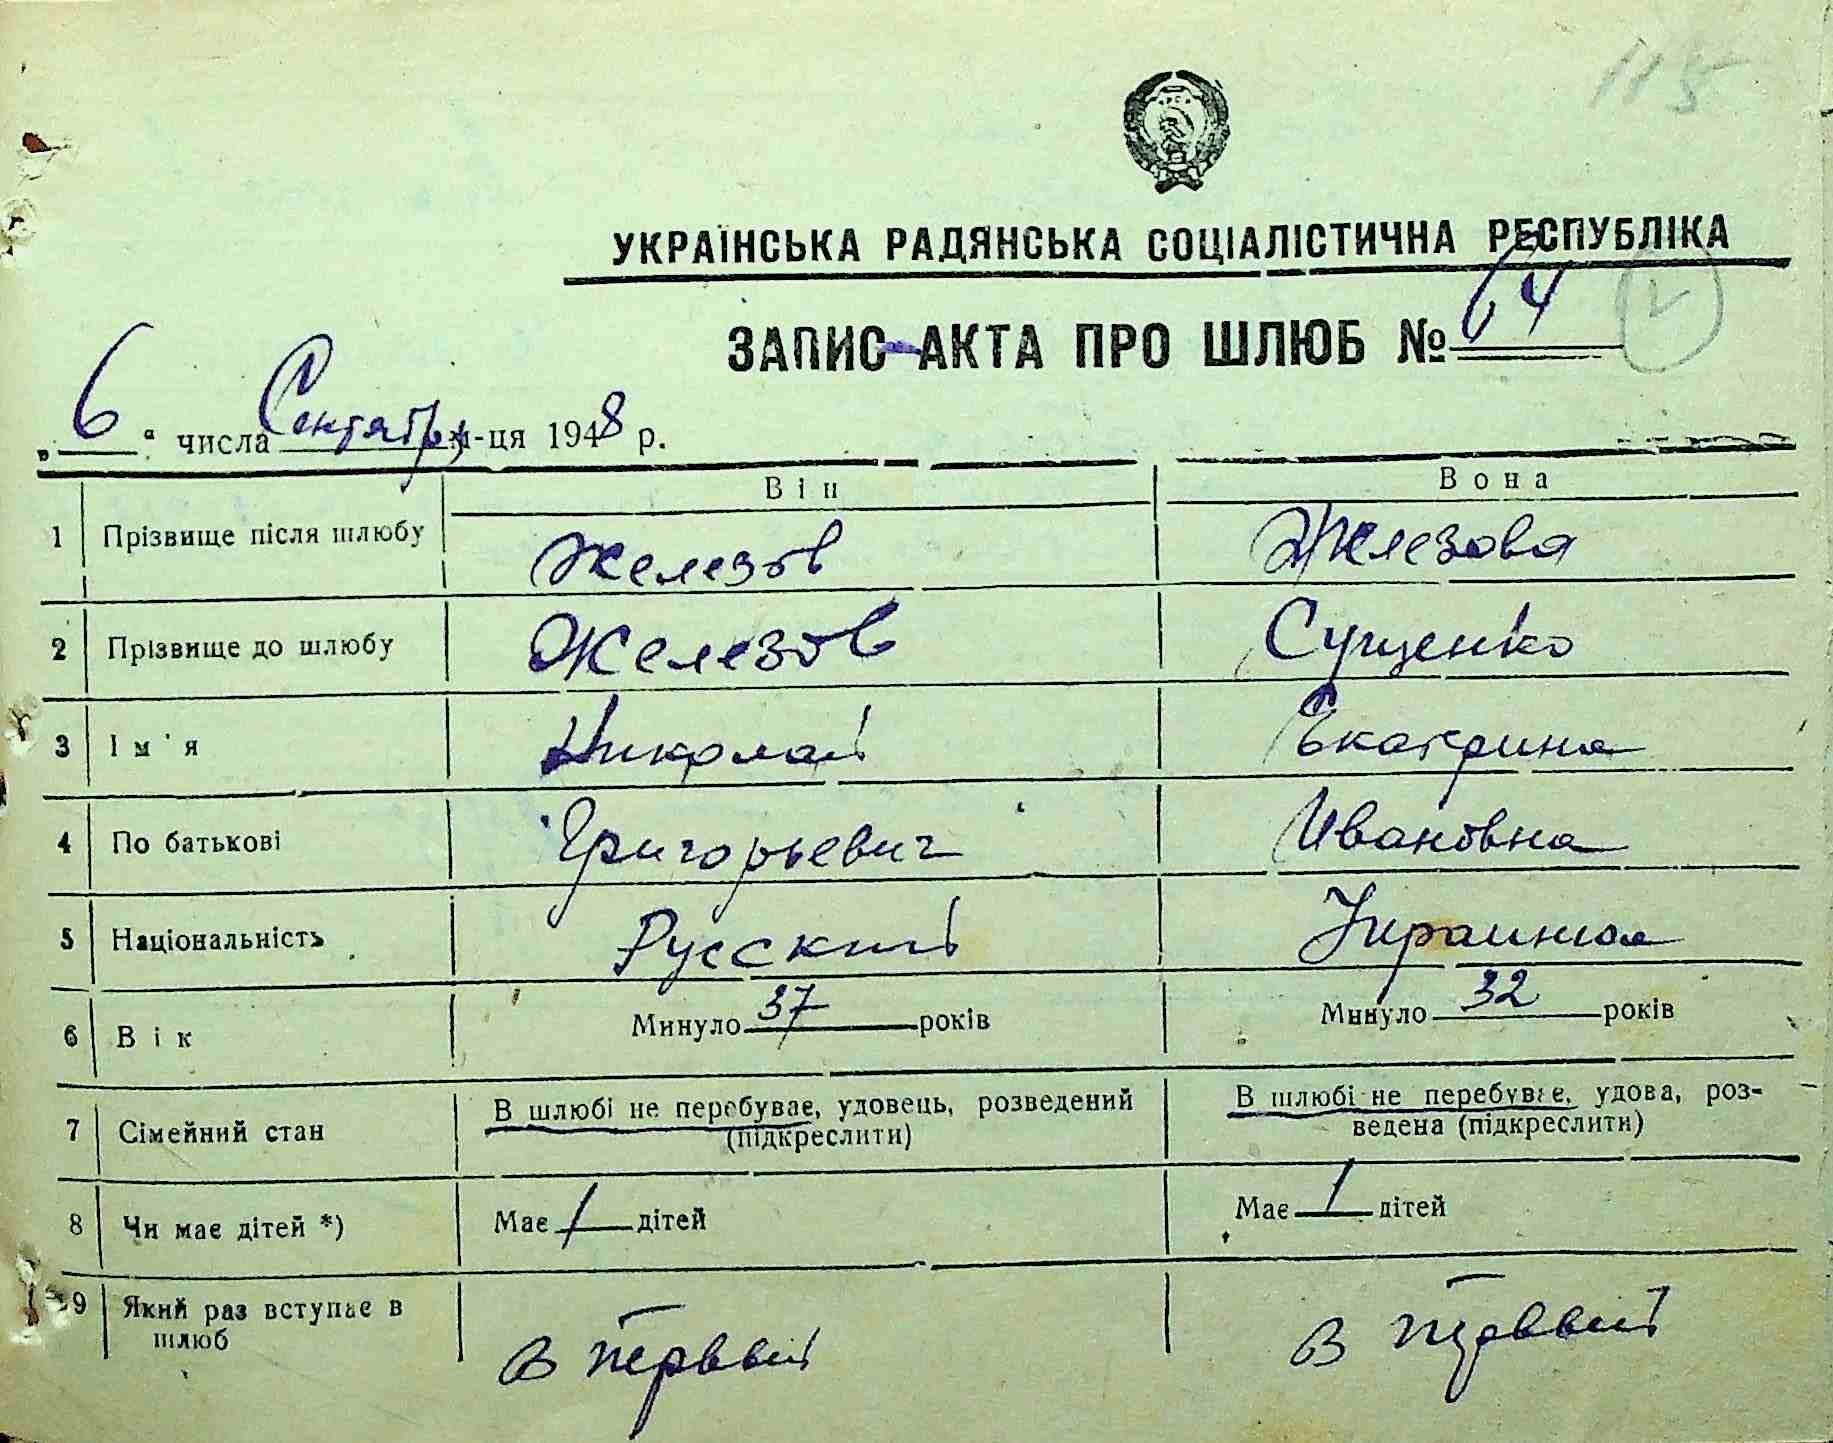 115
УКРАЇНСЬКА РАДЯНСЬКА СОЦІАЛІСТИЧНА РЕСПУБЛІКА
ЗАПИС АКТА ПРО ШЛЮБ № 64
„6“ числа Сентября м-ця 1948 р.
Він Вона
1 Прізвище після шлюбу Железов Железова
2 Прізвище до шлюбу Железов Сущенко
3 Ім'я Николай Екатерина
4 По батькові Григорьевич Ивановна
5 Національність Русский Украинка
6 Вік Минуло 37 років Минуло 32 років
7 Сімейний стан В шлюбі не перебуває, удовець, розведений В шлюбі не перебуває, удова, роз-
(підкреслити) ведена (підкреслити)
8 Чи має дітей *) Має 1 дітей Має 1 дітей
9 Який раз вступає в
шлюб в первый в первый